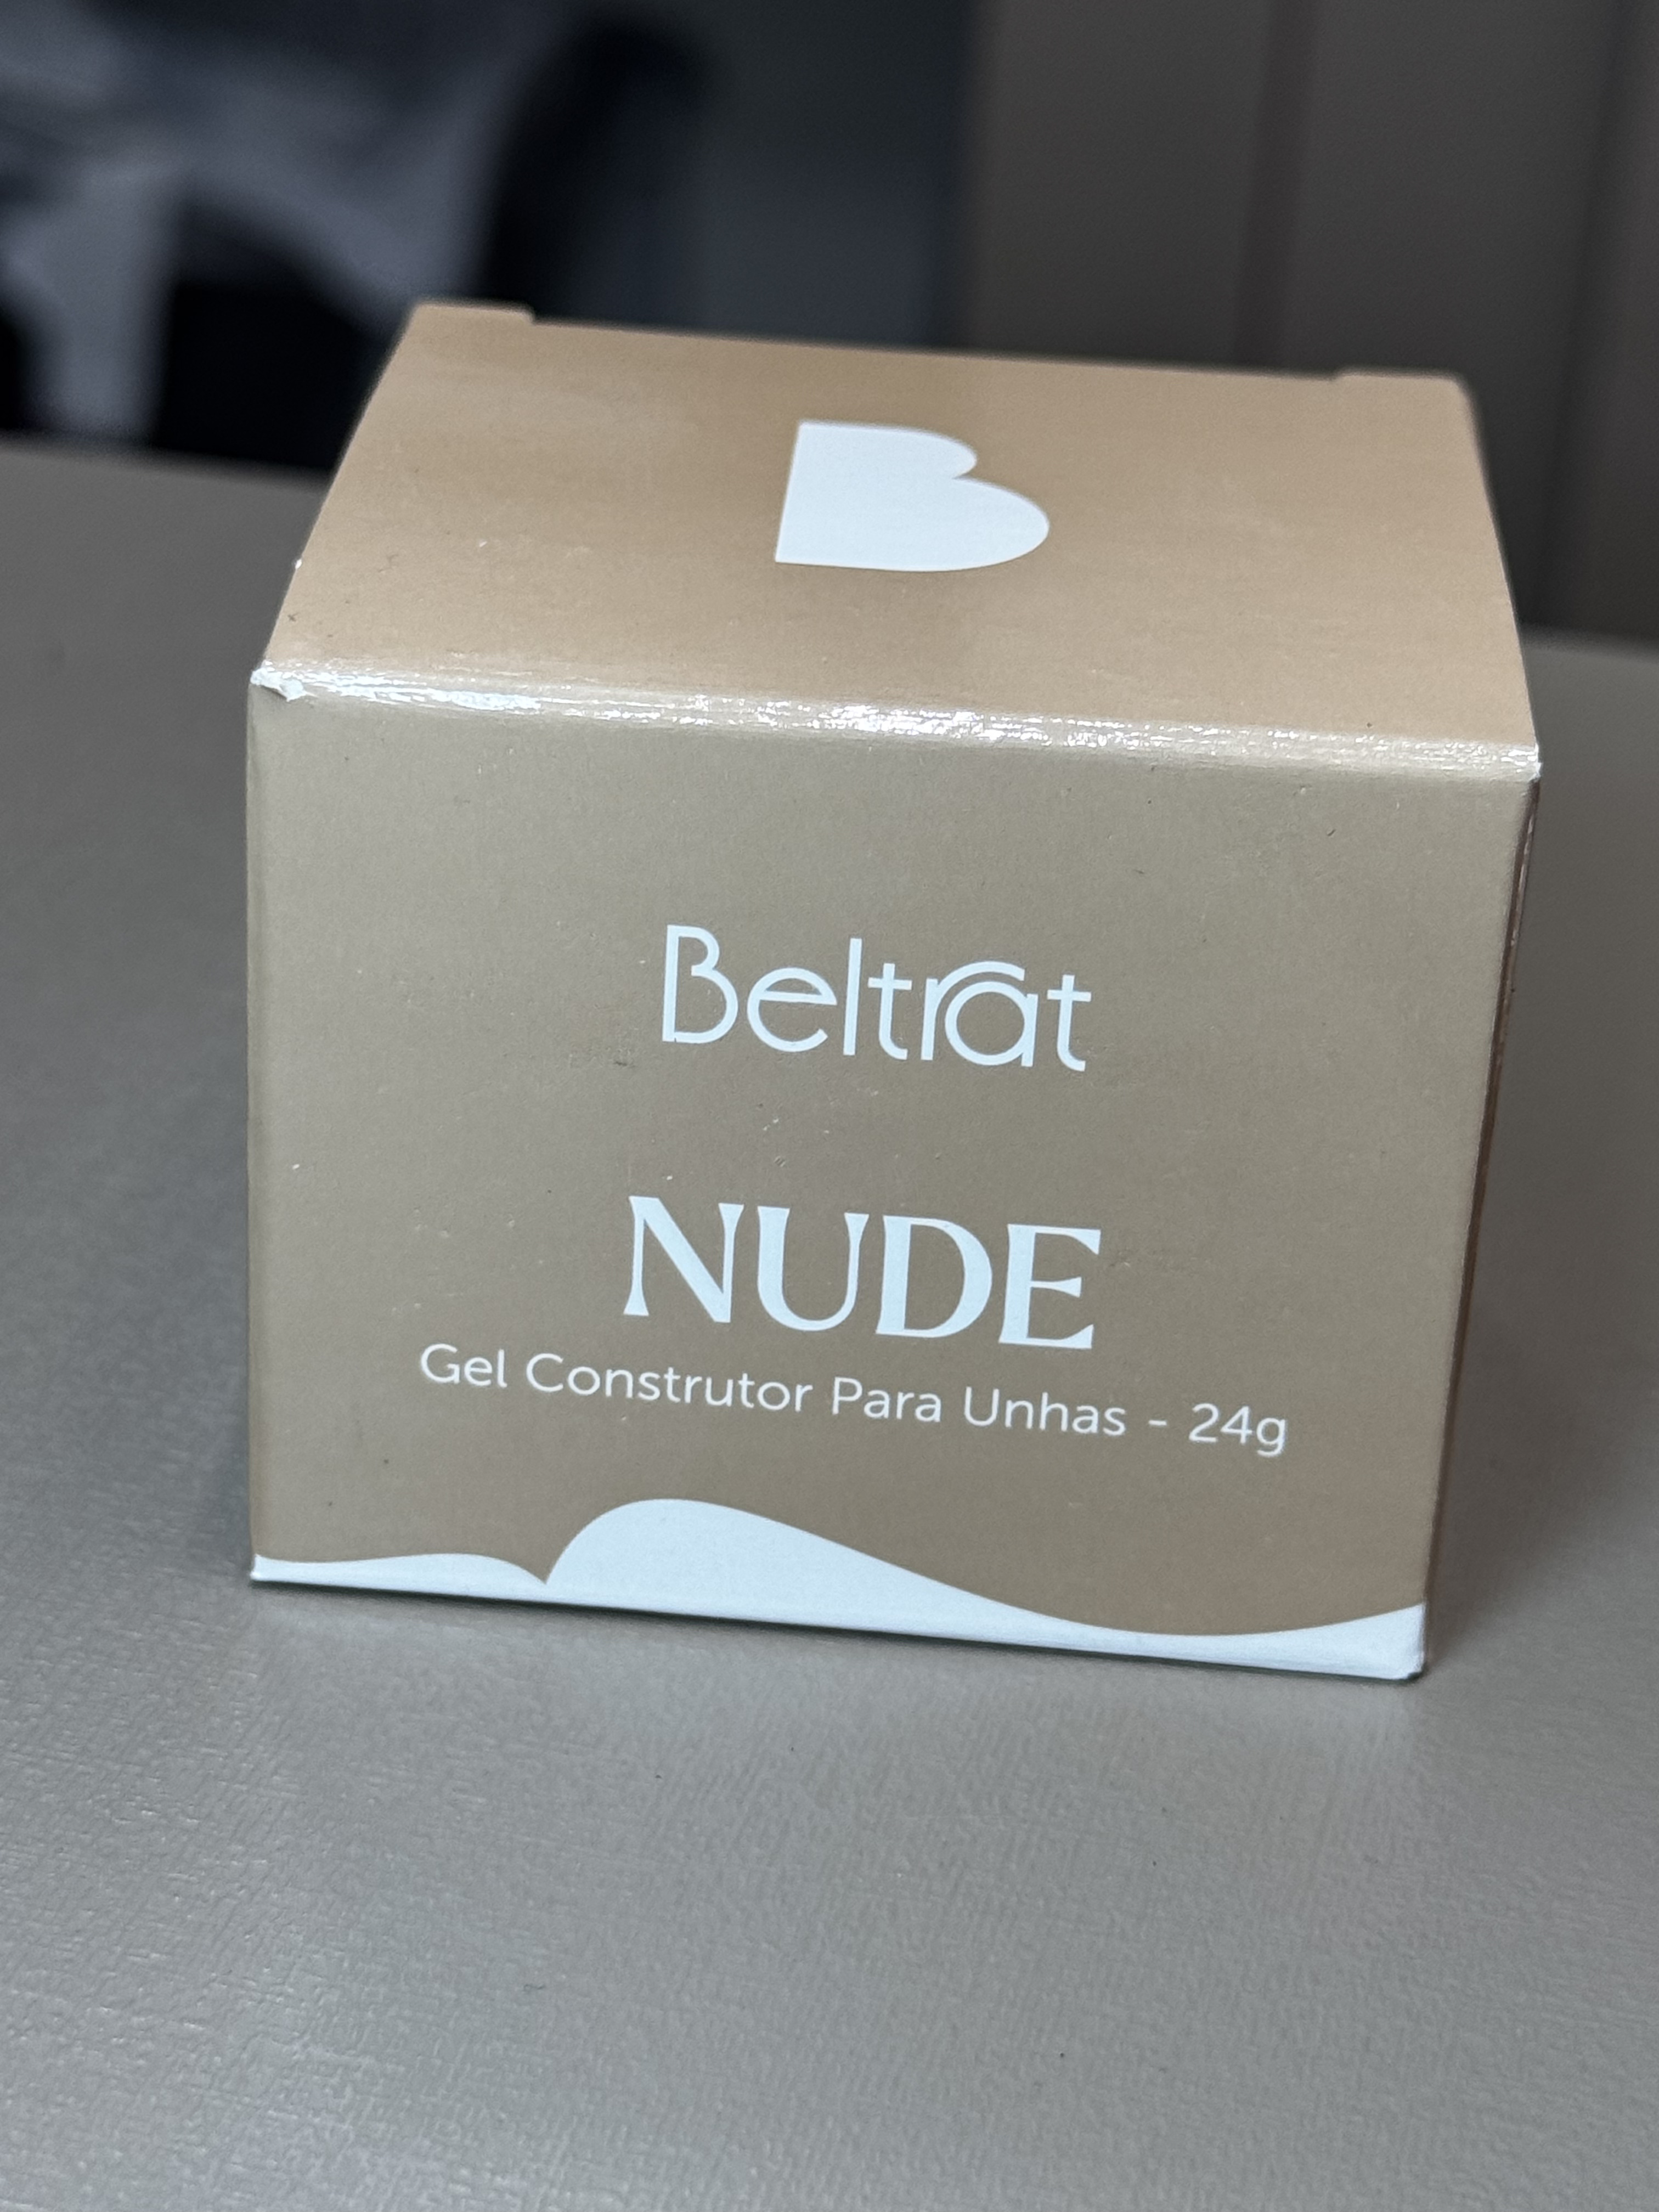 B
Beltrat
NUDE
Gel Construtor Para Unhas - 24g